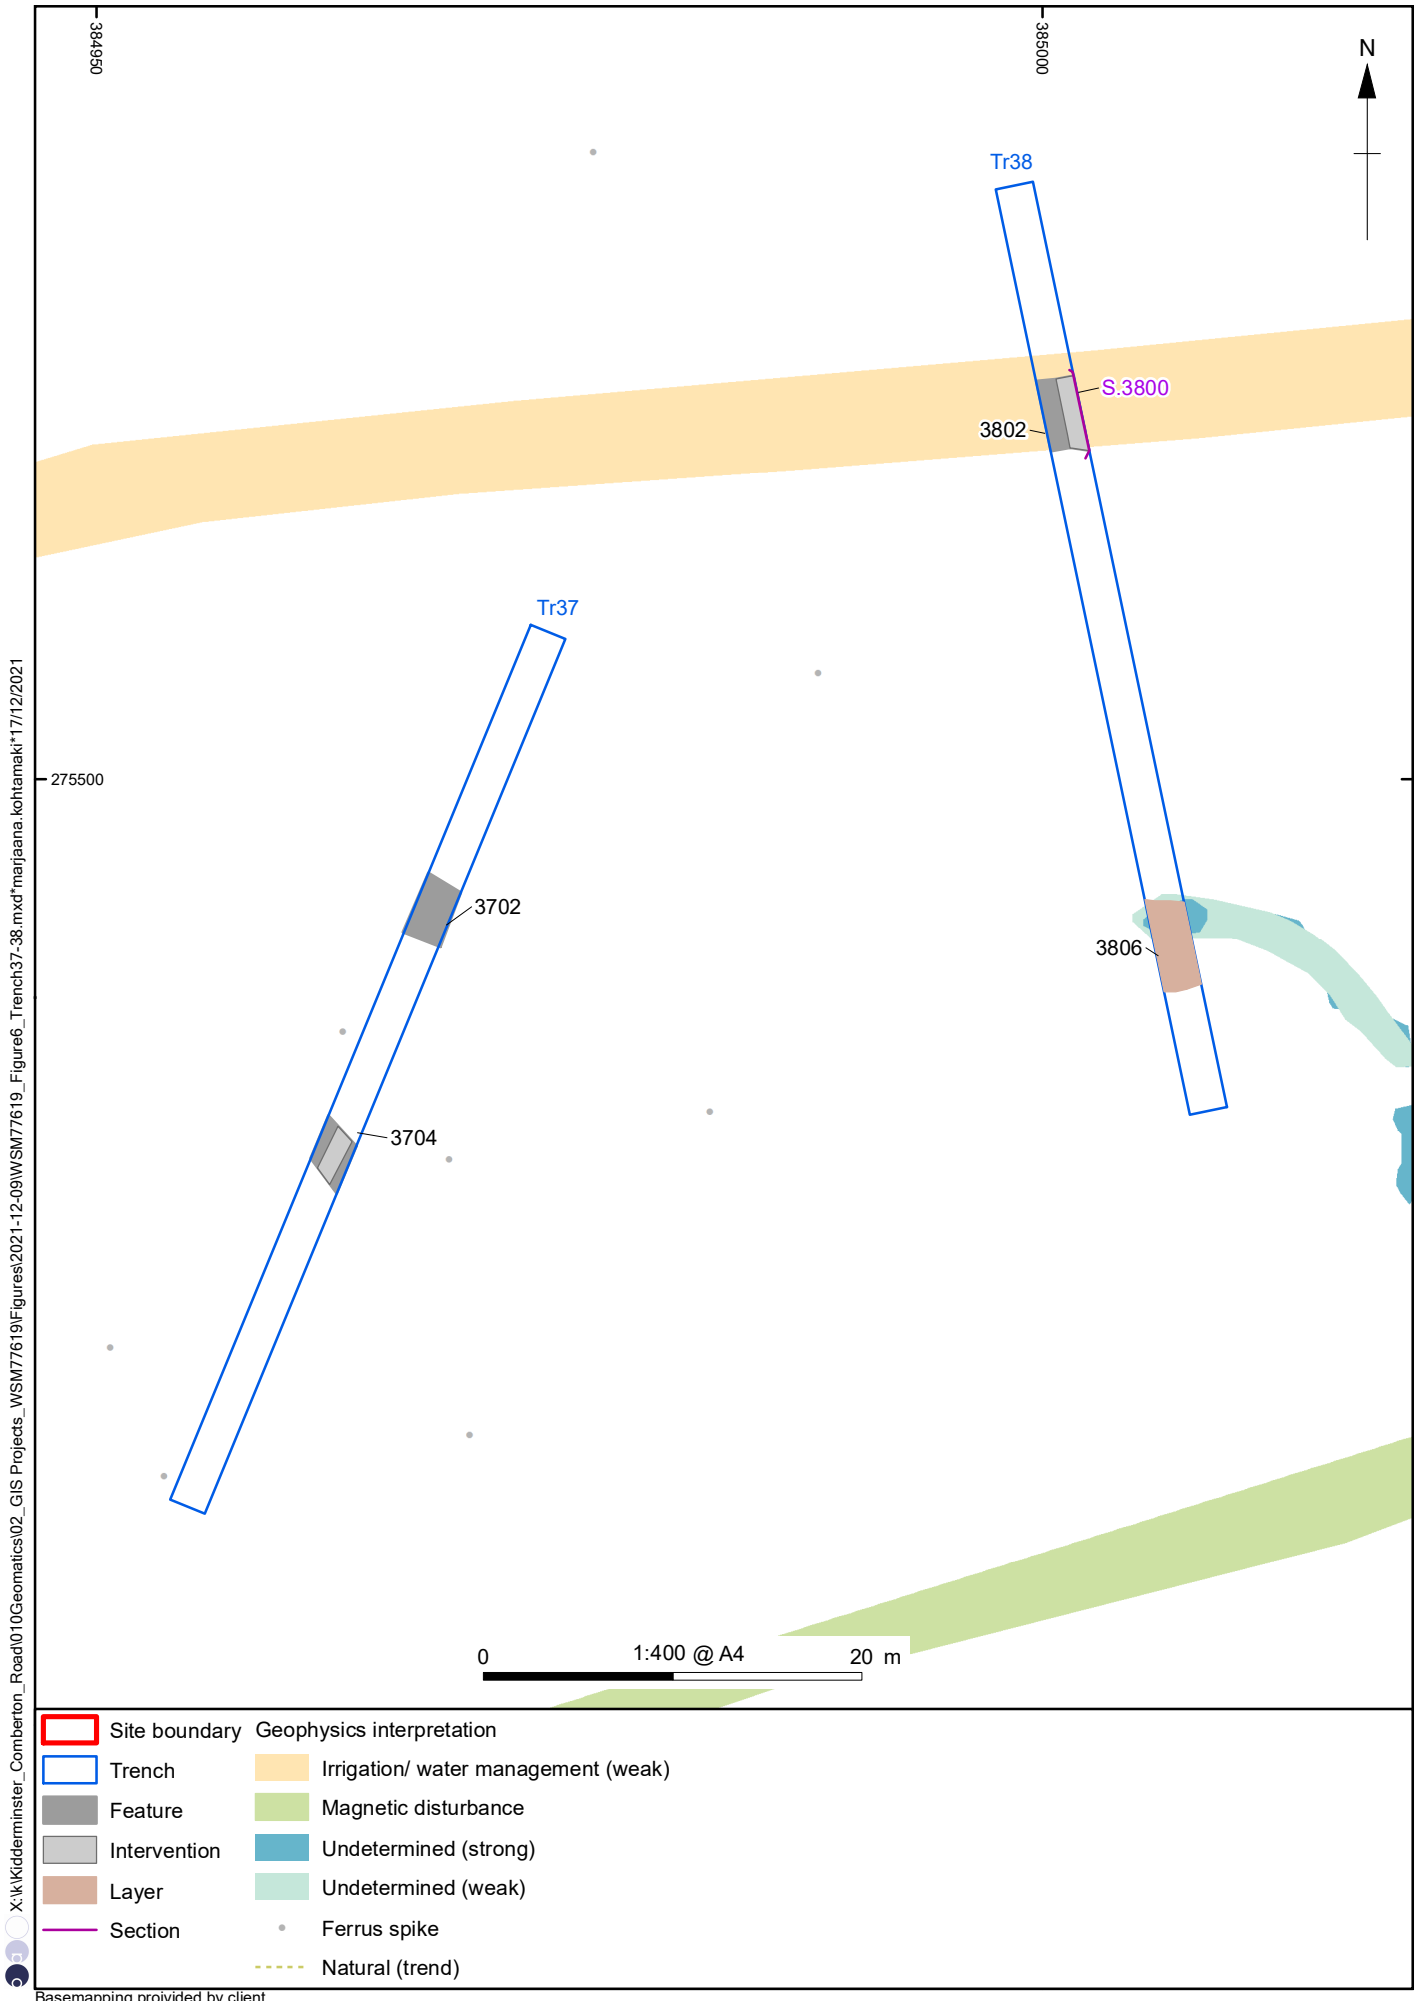 384950
385000
N
Tr38
S.3800
3802
Tr37
275500
3702
3806
3704
0 1:400 @ A4 20 m
Site boundary
Trench
Feature
Intervention
Layer
Section
Geophysics interpretation
Irrigation/ water management (weak)
Magnetic disturbance
Undetermined (strong)
Undetermined (weak)
Ferrus spike
Natural (trend)
X:\k\Kidderminster_Comberton_Road\010Geomatics\02_GIS Projects_WSM77619\Figures\2021-12-09\WSM77619_Figure6_Trench37-38.mxd*marjaana.kohtamaki*17/12/2021
Basemapping proivided by client